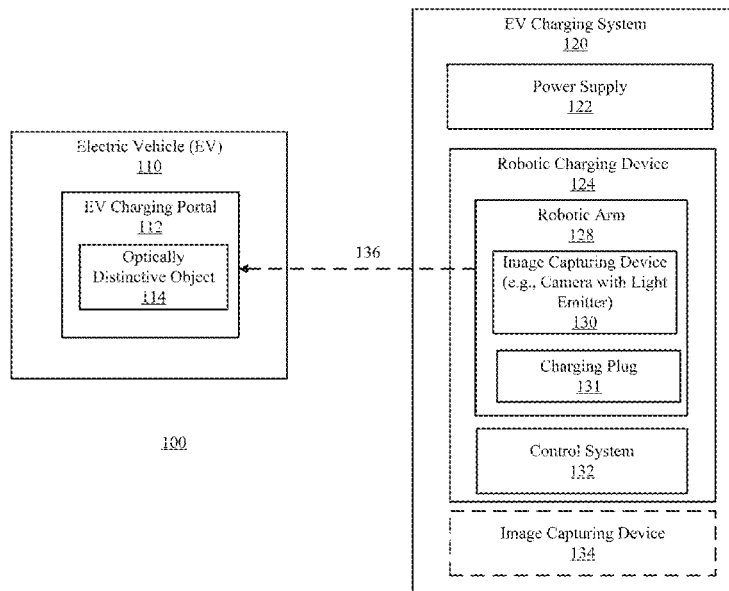 EV Charging System
120
Power Supply
122
Electric Vehicle (EV)
110
EV Charging Portal
112
Optically
Distinctive Object
114
136
Robotic Charging Device
124
Robotic Arm
128
Image Capturing Device
(e.g., Camera with Light
Emitter)
130
Charging Plug
131
Control System
132
100
Image Capturing Device
134